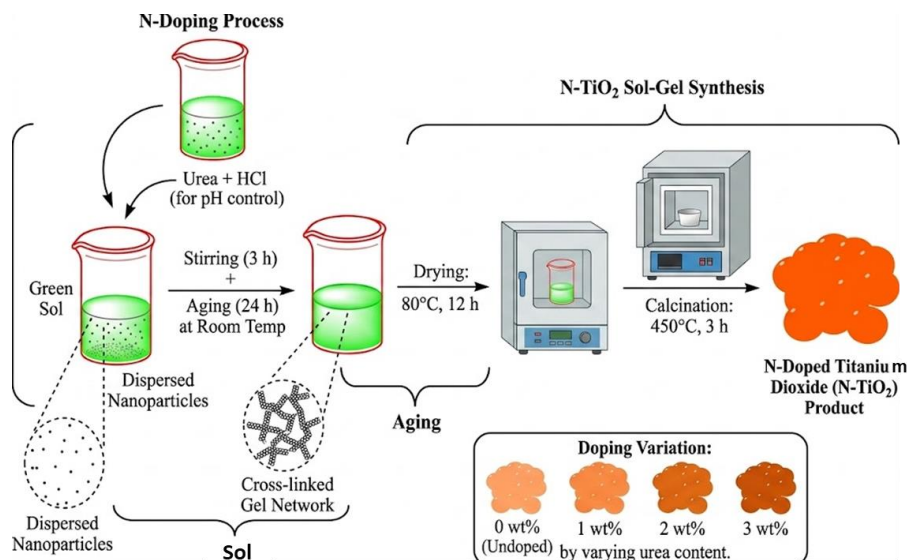 N-Doping Process
N-TiO₂ Sol-Gel Synthesis
Urea + HCl
(for pH control)
Green
Sol
Stirring (3 h)
+
Aging (24 h)
at Room Temp
Drying:
80°C, 12 h
Calcination:
450°C, 3 h
Dispersed
Nanoparticles
N-Doped Titanium
Dioxide (N-TiO₂)
Product
Aging
Cross-linked
Gel Network
Dispersed
Nanoparticles
Sol
Doping Variation:
0 wt% 1 wt% 2 wt% 3 wt%
(Undoped) by varying urea content.